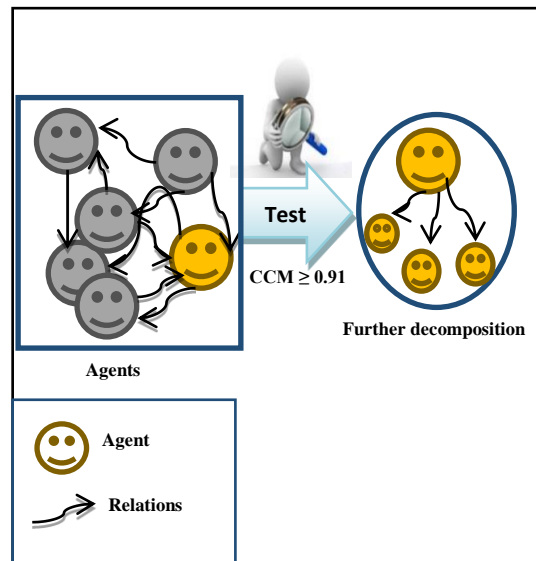 Test
CCM ≥ 0.91
Further decomposition
Agents
Agent
Relations